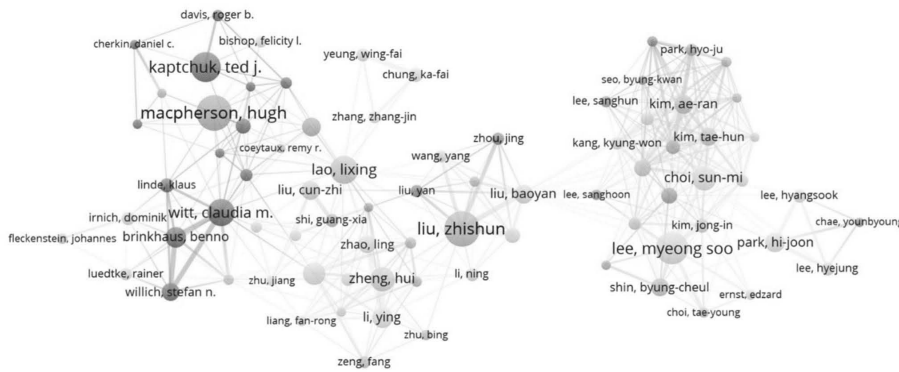 davis, roger b.
cherkin, daniel c.
bishop, felicity l.
kaptchuk, ted j.
yeung, wing-fai
chung, ka-fai
macpherson, hugh
zhang, zhang-jin
coeytaux, remy r.
lao, lixing
linde, klaus
liu, cun-zhi
witt, claudia m.
irnich, dominik
shi, guang-xia
fleckenstein, johannes
brinkhaus, benno
zhao, ling
luedtke, rainer
willich, stefan n.
zhu, jiang
zheng, hui
liang, fan-rong
li, ying
zeng, fang
zhu, bing
li, ning
zhou, jing
wang, yang
liu, yan
liu, baoyan
liu, zhishun
park, hyo-ju
seo, byung-kwan
lee, sanghun
kim, ae-ran
kang, kyung-won
kim, tae-hun
choi, sun-mi
lee, sanghoon
lee, hyangsook
kim, jong-in
chae, younbyoung
lee, myeong soo
park, hi-joon
lee, hyejung
shin, byung-cheul
ernst, edzard
choi, tae-young